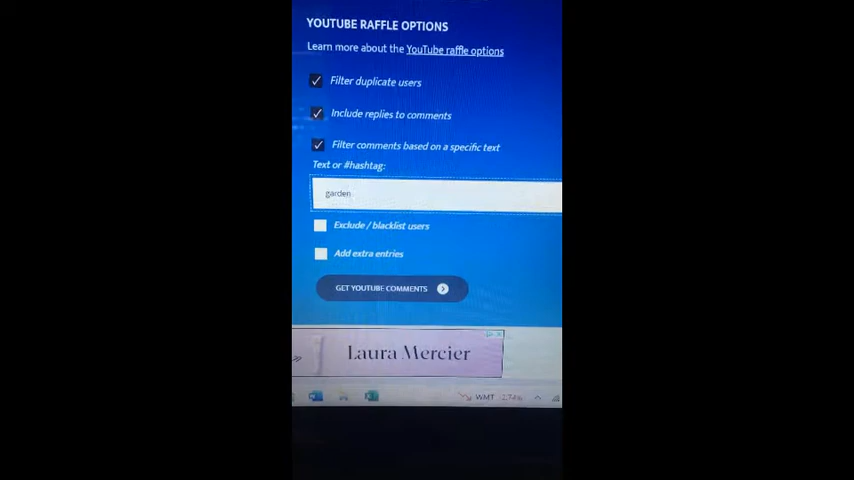 YOUTUBE RAFFLE OPTIONS
Learn more about the YouTube raffle options
Filter duplicate users
Include replies to comments
Filter comments based on a specific text
Text or #hashtag:
garden
Exclude / blacklist users
Add extra entries
GET YOUTUBE COMMENTS
Laura Mercier
WMT